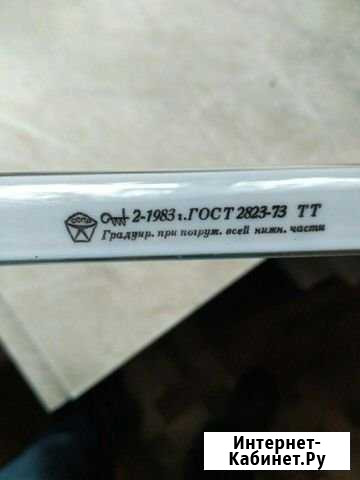 2-1983 г. ГОСТ 2823-73 ТТ
Градуир. при погруж. всей нижн. части
Интернет-
Кабинет.Ру